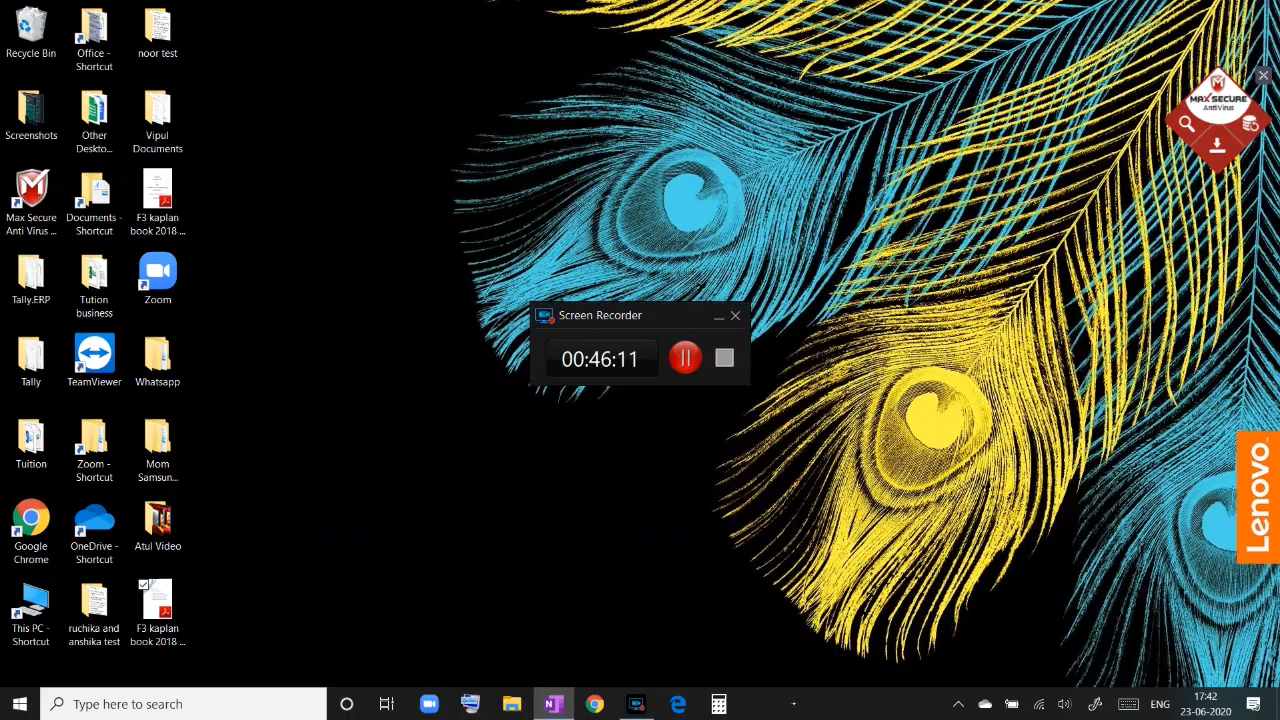 Recycle Bin
Office -
Shortcut
noor test
Screenshots
Other
Deskto...
Vipul
Documents
Max Secure
Anti Virus ...
Documents -
Shortcut
F3 kaplan
book 2018 ...
Tally.ERP
Tution
business
Zoom
Tally
TeamViewer
Whatsapp
Tuition
Zoom -
Shortcut
Mom
Samsun...
Google
Chrome
OneDrive -
Shortcut
Atul Video
This PC -
Shortcut
ruchika and
anshika test
F3 kaplan
book 2018 ...
Screen Recorder
00:46:11
MAX SECURE
AntiVirus
Lenovo
Type here to search
ENG
17:42
23-06-2020